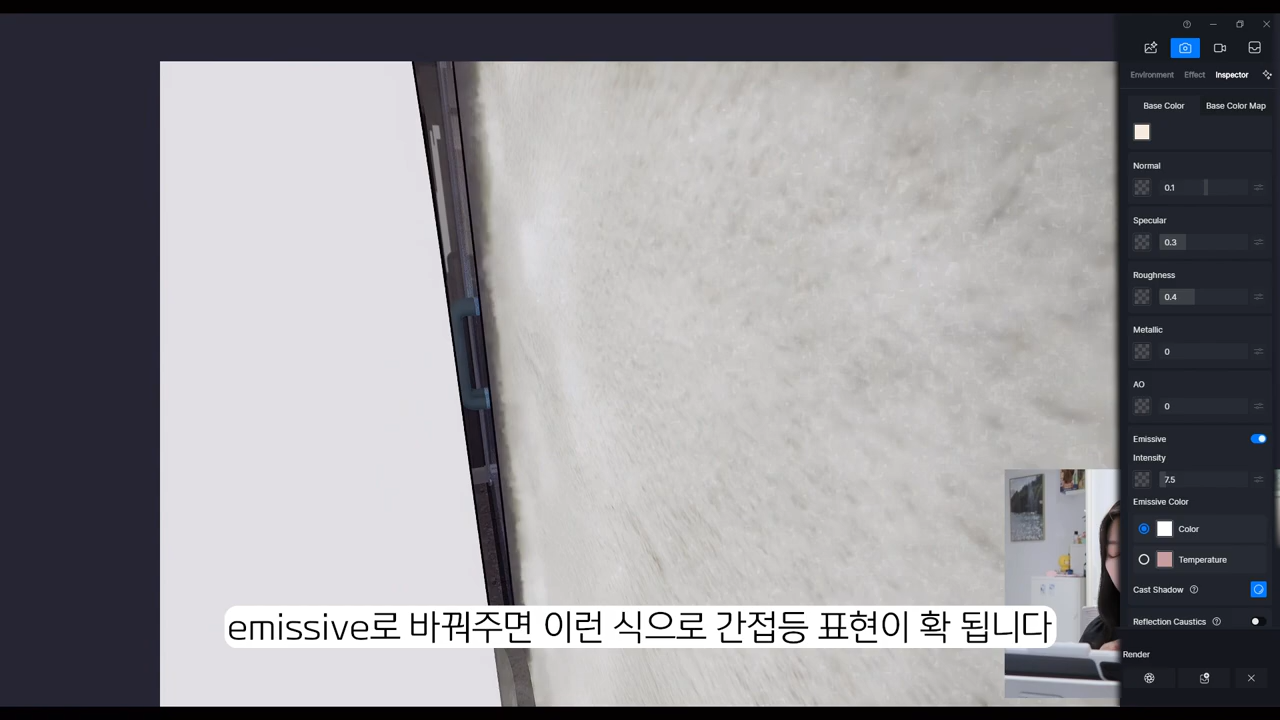 Environment Effect Inspector
Base Color Base Color Map
Normal
0.1
Specular
0.3
Roughness
0.4
Metallic
0
AO
0
Emissive
Intensity
7.5
Emissive Color
Color
Temperature
Cast Shadow
Reflection Caustics
Render
emissive로 바꿔주면 이런 식으로 간접등 표현이 확 됩니다